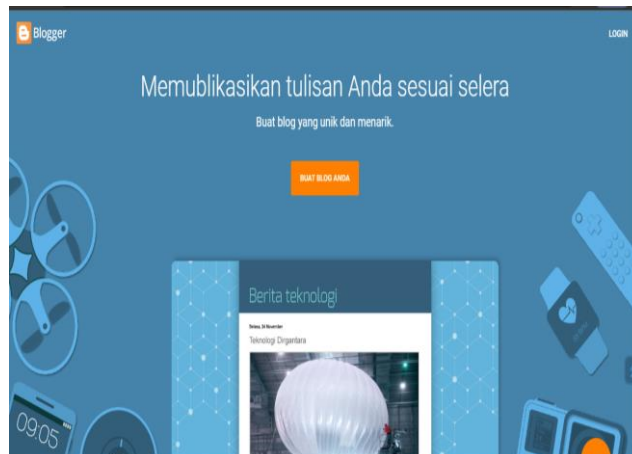 Blogger
LOGIN
Memublikasikan tulisan Anda sesuai selera
Buat blog yang unik dan menarik.
BUAT BLOG ANDA
Berita teknologi
Teknologi Dirgantara
09:05